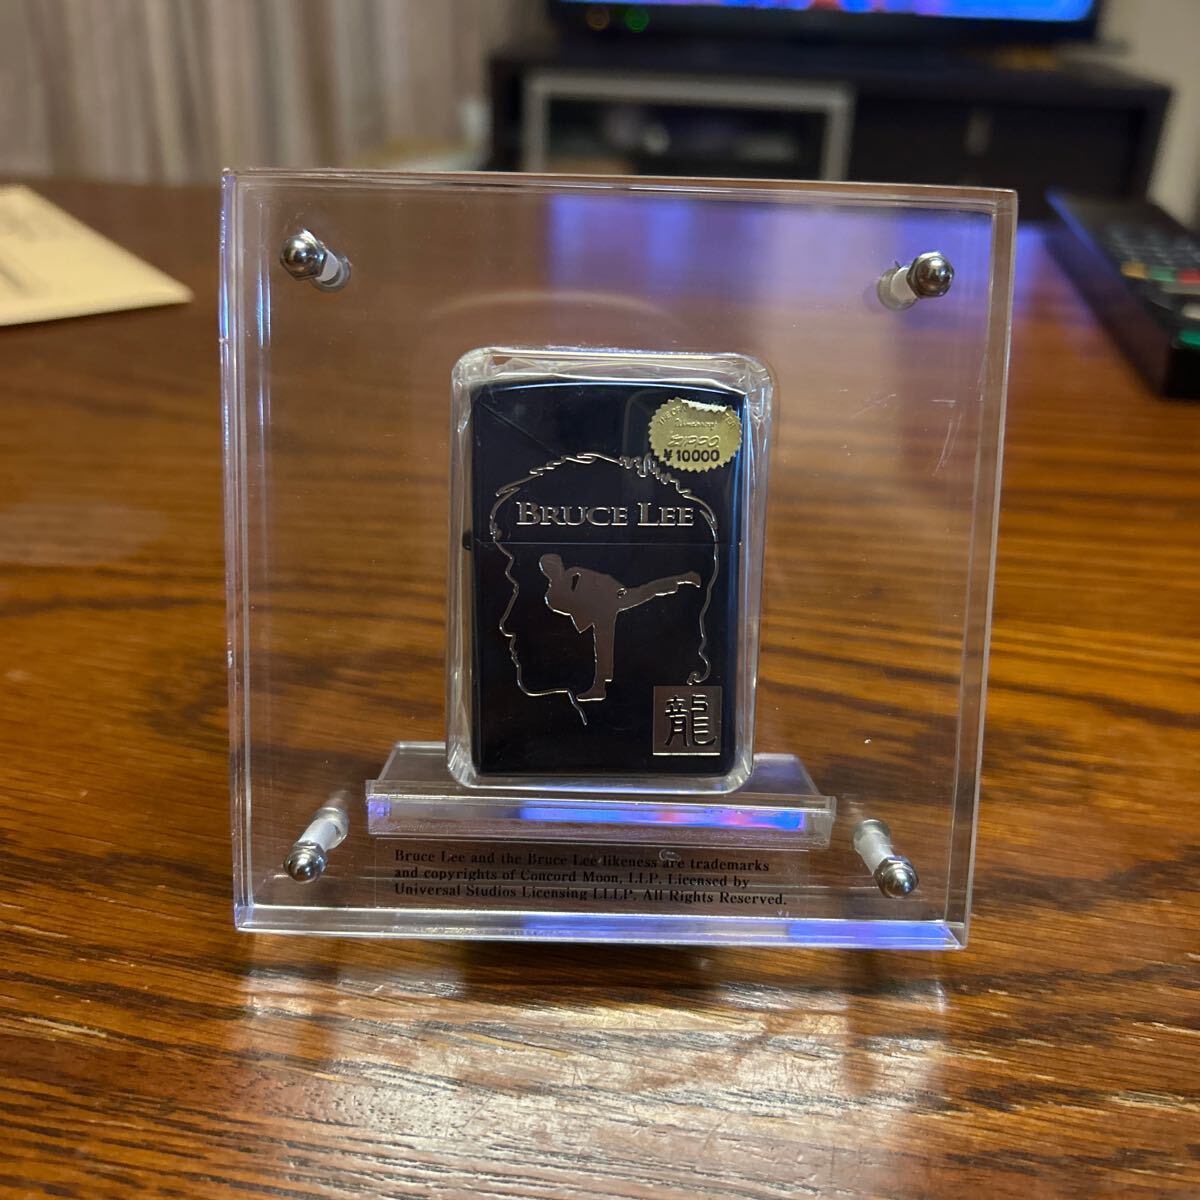 ZIPPO
¥10000
BRUCE LEE
龍
Bruce Lee and the Bruce Lee likeness are trademarks
and copyrights of Concord Moon, LLP. Licensed by
Universal Studios Licensing LLLP. All Rights Reserved.